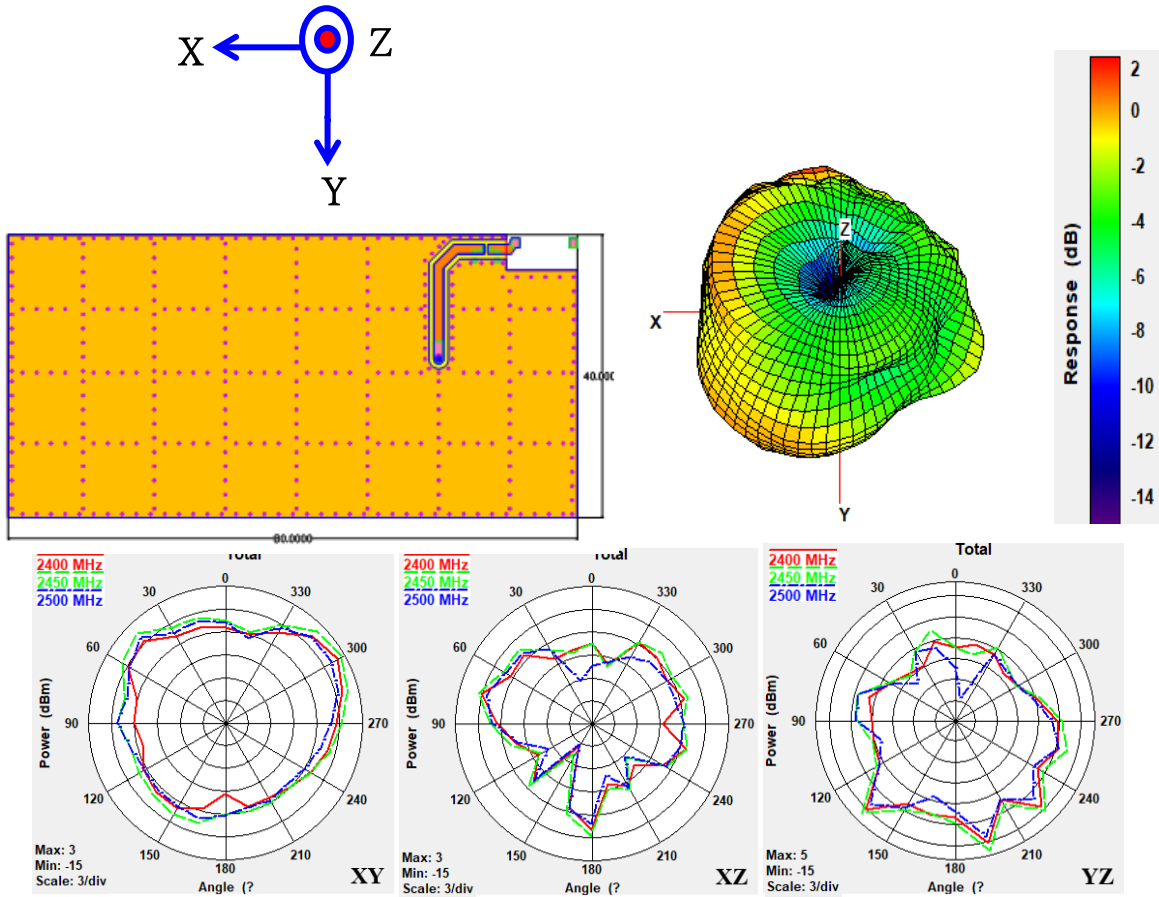 X
Z
Y
2
0
-2
-4
-6
-8
-10
-12
-14
Response (dB)
Z
X
Y
40.000
80.0000
Total
2400 MHz
2450 MHz
2500 MHz
0
30
330
60
300
90
270
120
240
150
210
180
Power (dBm)
Max: 3
Min: -15
Scale: 3/div
Angle (?
XY
Total
2400 MHz
2450 MHz
2500 MHz
0
30
330
60
300
90
270
120
240
150
210
180
Power (dBm)
Max: 3
Min: -15
Scale: 3/div
Angle (?
XZ
Total
2400 MHz
2450 MHz
2500 MHz
0
30
330
60
300
90
270
120
240
150
210
180
Power (dBm)
Max: 5
Min: -15
Scale: 3/div
Angle (?
YZ